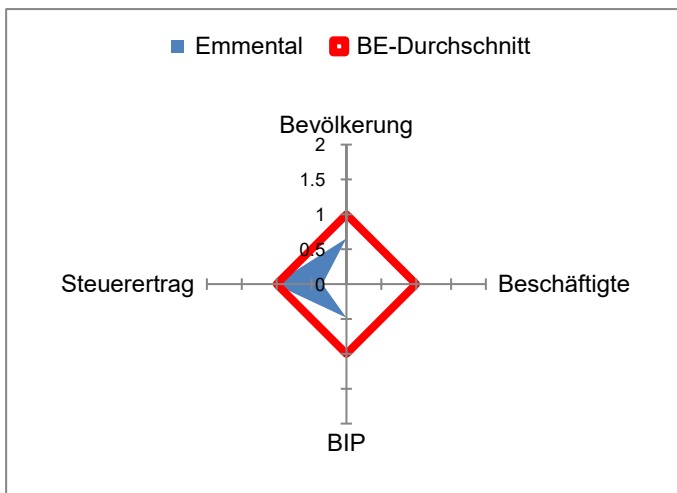 Emmental BE-Durchschnitt
Bevölkerung
2
1.5
1
0.5
Steuerertrag 0 Beschäftigte
BIP